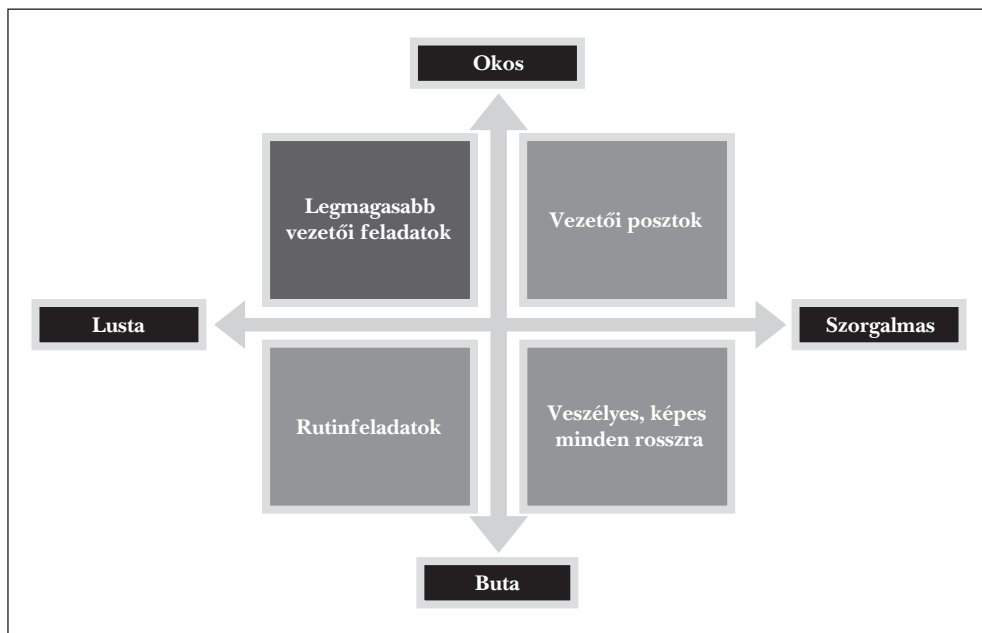 Okos
Legmagasabb
vezetői feladatok
Vezetői posztok
Lusta
Szorgalmas
Rutinfeladatok
Veszélyes, képes
minden rosszra
Buta